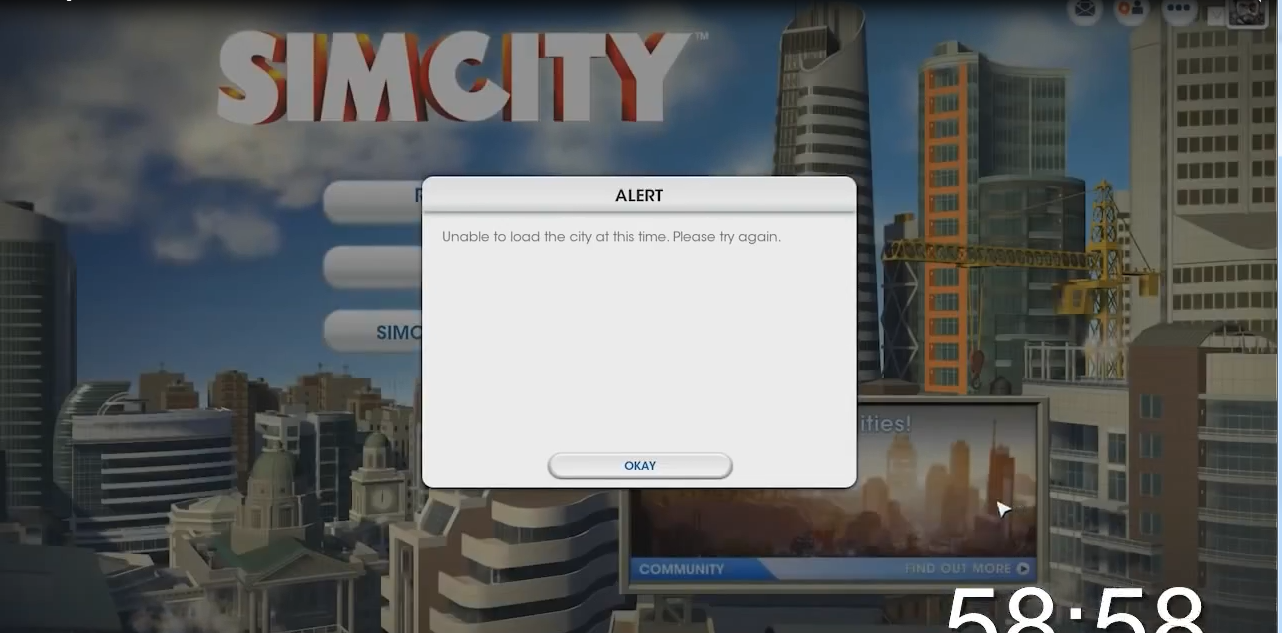 SIMCITY™
ALERT
Unable to load the city at this time. Please try again.
SIMC
OKAY
ities!
COMMUNITY
FIND OUT MORE
58:58